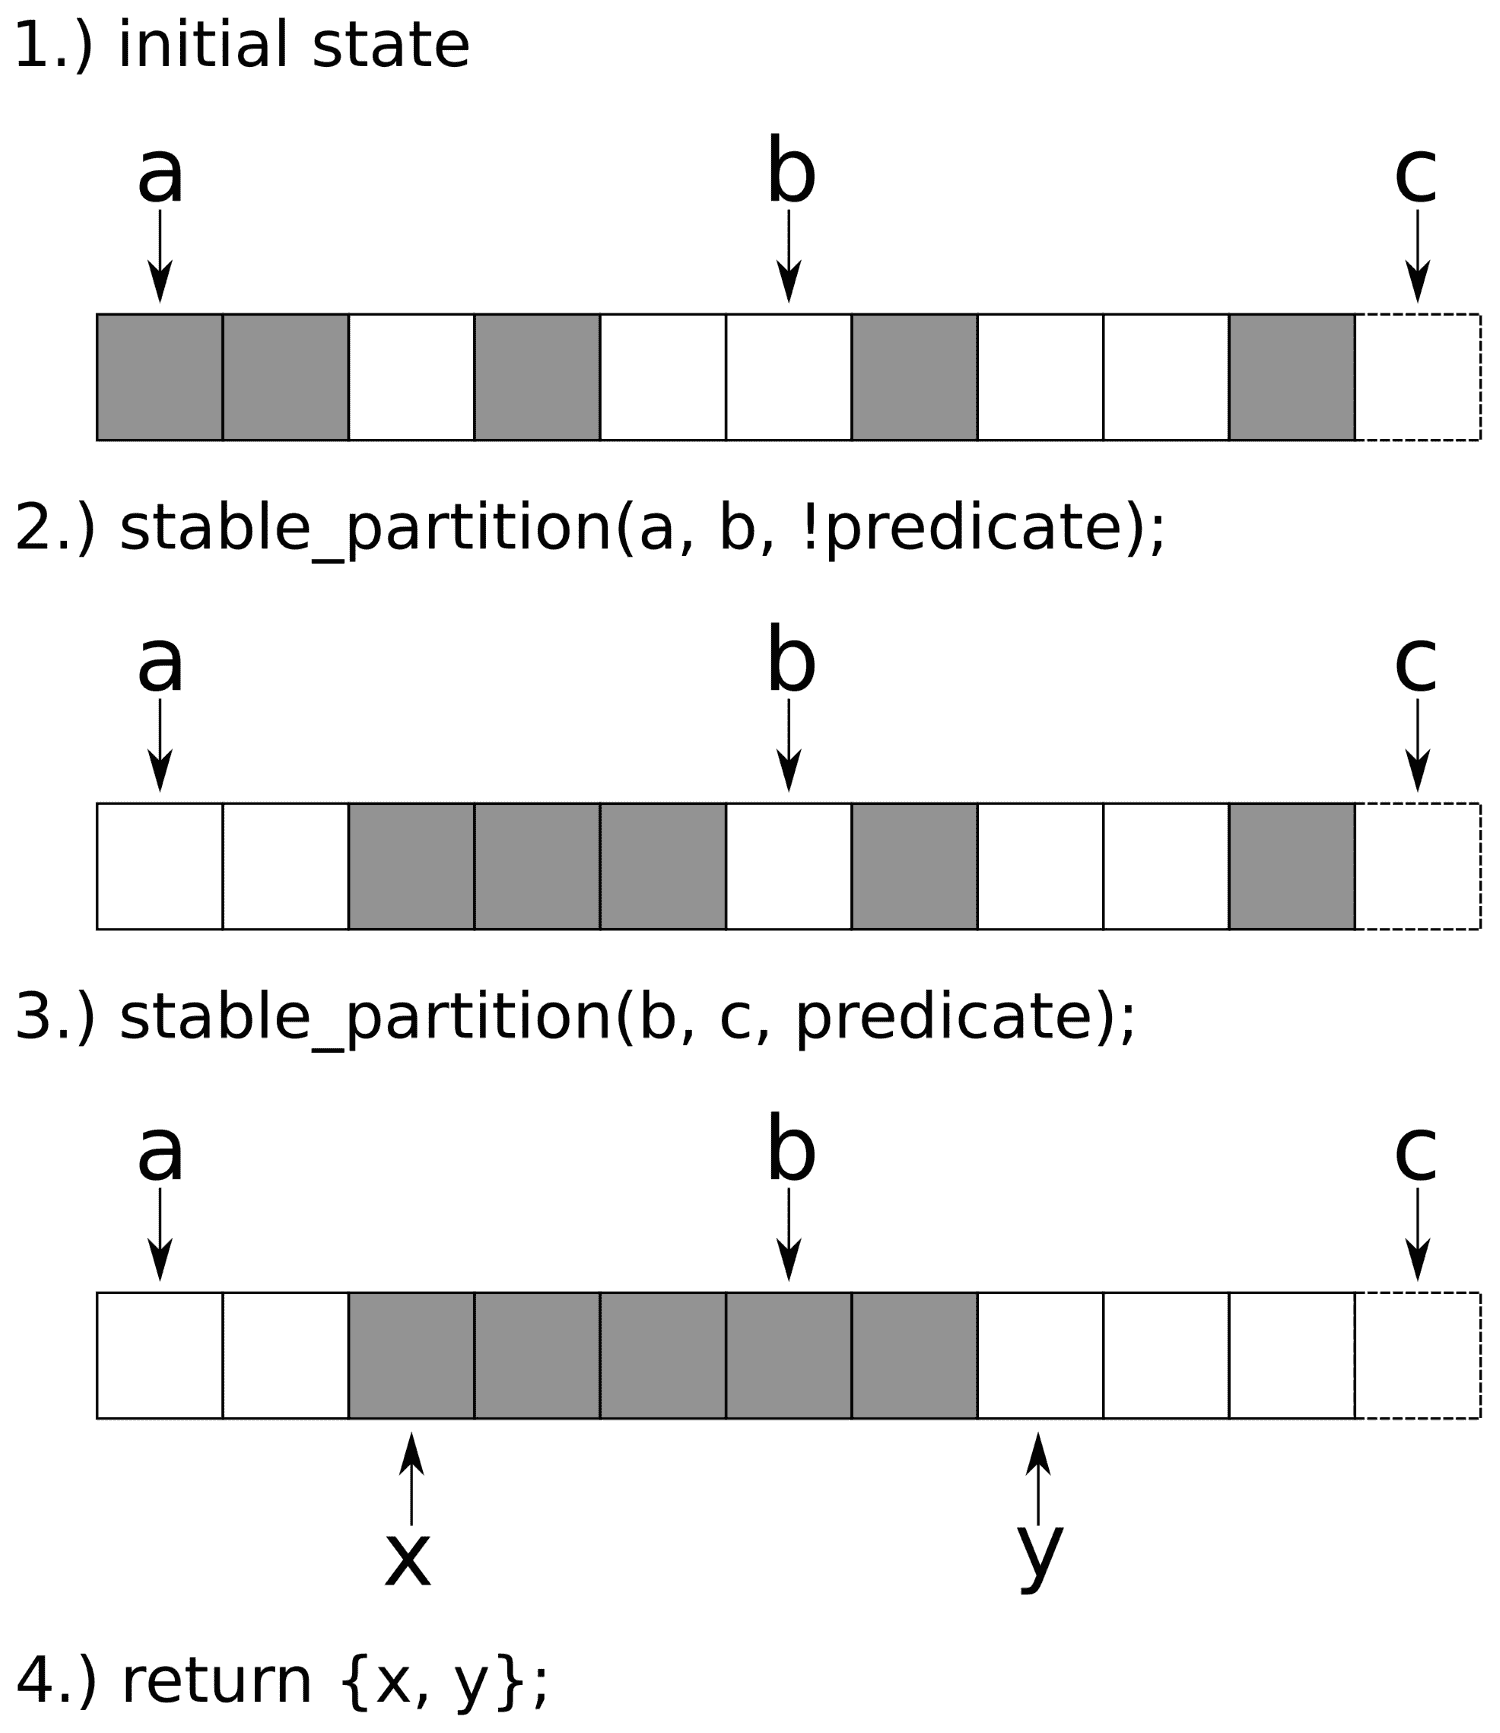 1.) initial state
a b c
2.) stable_partition(a, b, !predicate);
a b c
3.) stable_partition(b, c, predicate);
a b c
x y
4.) return {x, y};